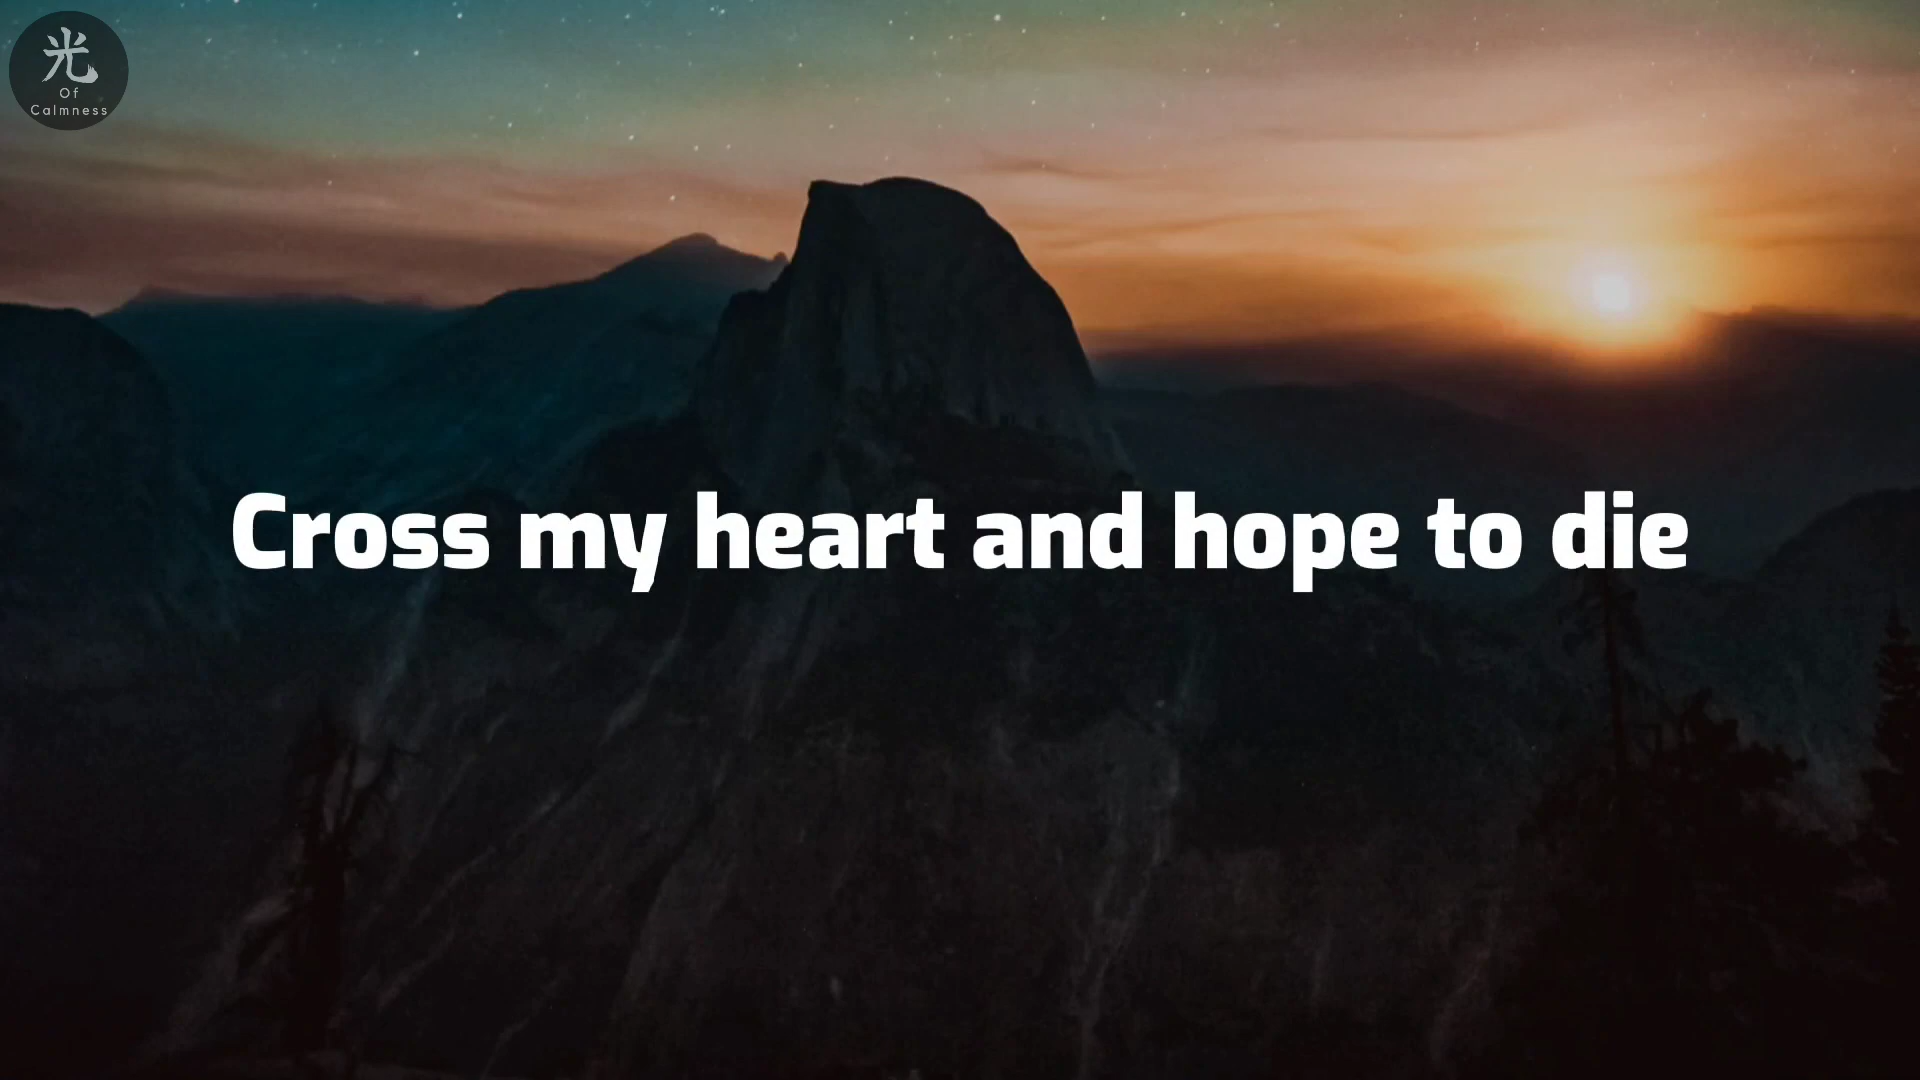 光
Of
Calmness
Cross my heart and hope to die